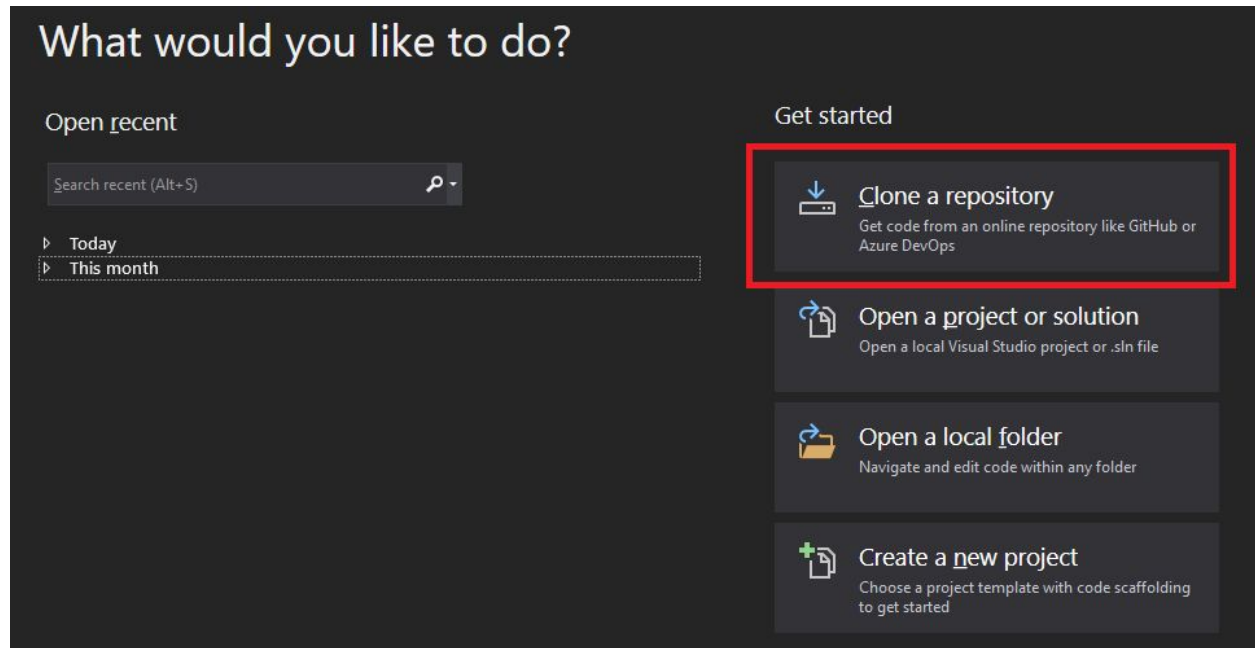 What would you like to do?
Open recent
Search recent (Alt+S)
Today
This month
Get started
Clone a repository
Get code from an online repository like GitHub or
Azure DevOps
Open a project or solution
Open a local Visual Studio project or .sln file
Open a local folder
Navigate and edit code within any folder
Create a new project
Choose a project template with code scaffolding
to get started